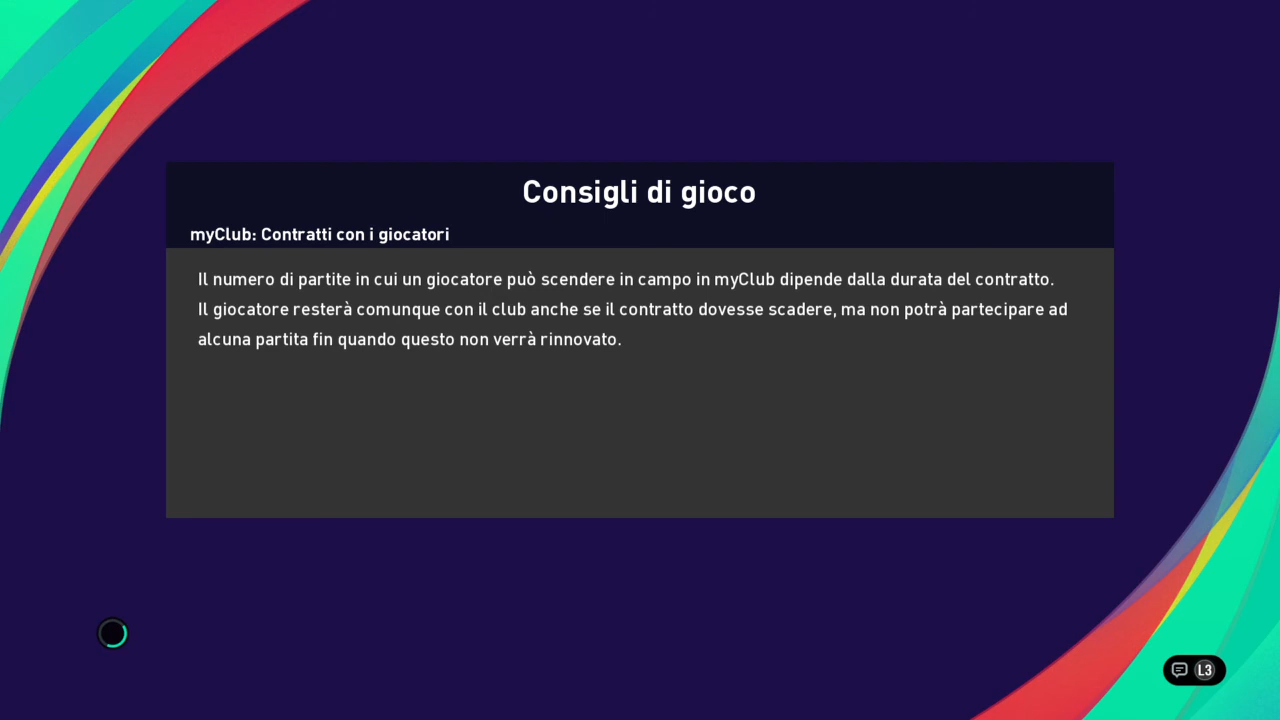 Consigli di gioco
myClub: Contratti con i giocatori
Il numero di partite in cui un giocatore può scendere in campo in myClub dipende dalla durata del contratto.
Il giocatore resterà comunque con il club anche se il contratto dovesse scadere, ma non potrà partecipare ad
alcuna partita fin quando questo non verrà rinnovato.
L3